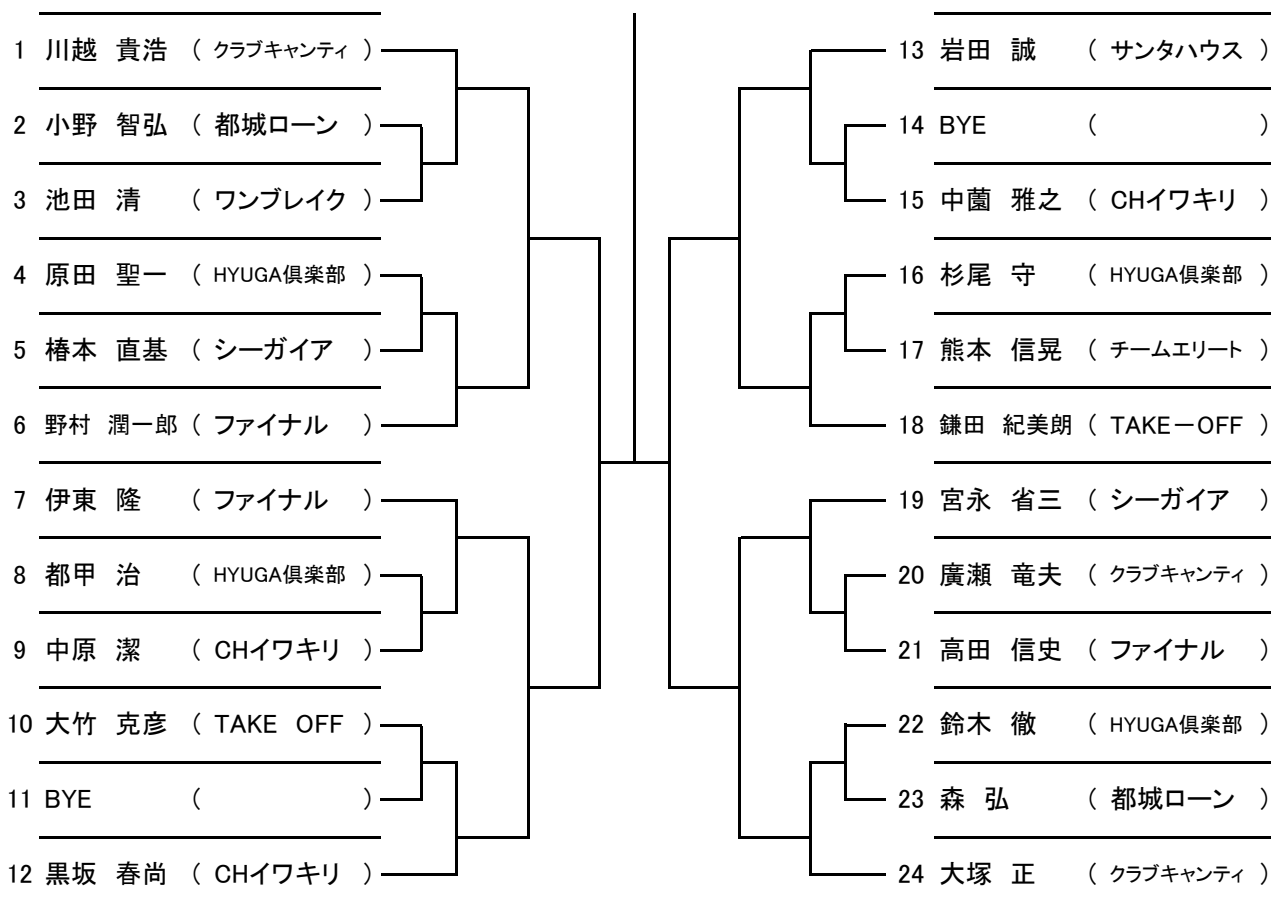 1 川越 貴浩 ( クラブキャンティ )
2 小野 智弘 ( 都城ローン )
3 池田 清 ( ワンブレイク )
4 原田 聖一 ( HYUGA倶楽部 )
5 椿本 直基 ( シーガイア )
6 野村 潤一郎 ( ファイナル )
7 伊東 隆 ( ファイナル )
8 都甲 治 ( HYUGA倶楽部 )
9 中原 潔 ( CHイワキリ )
10 大竹 克彦 ( TAKE OFF )
11 BYE ( )
12 黒坂 春尚 ( CHイワキリ )
13 岩田 誠 ( サンタハウス )
14 BYE ( )
15 中薗 雅之 ( CHイワキリ )
16 杉尾 守 ( HYUGA倶楽部 )
17 熊本 信晃 ( チームエリート )
18 鎌田 紀美朗 ( TAKE－OFF )
19 宮永 省三 ( シーガイア )
20 廣瀬 竜夫 ( クラブキャンティ )
21 高田 信史 ( ファイナル )
22 鈴木 徹 ( HYUGA倶楽部 )
23 森 弘 ( 都城ローン )
24 大塚 正 ( クラブキャンティ )